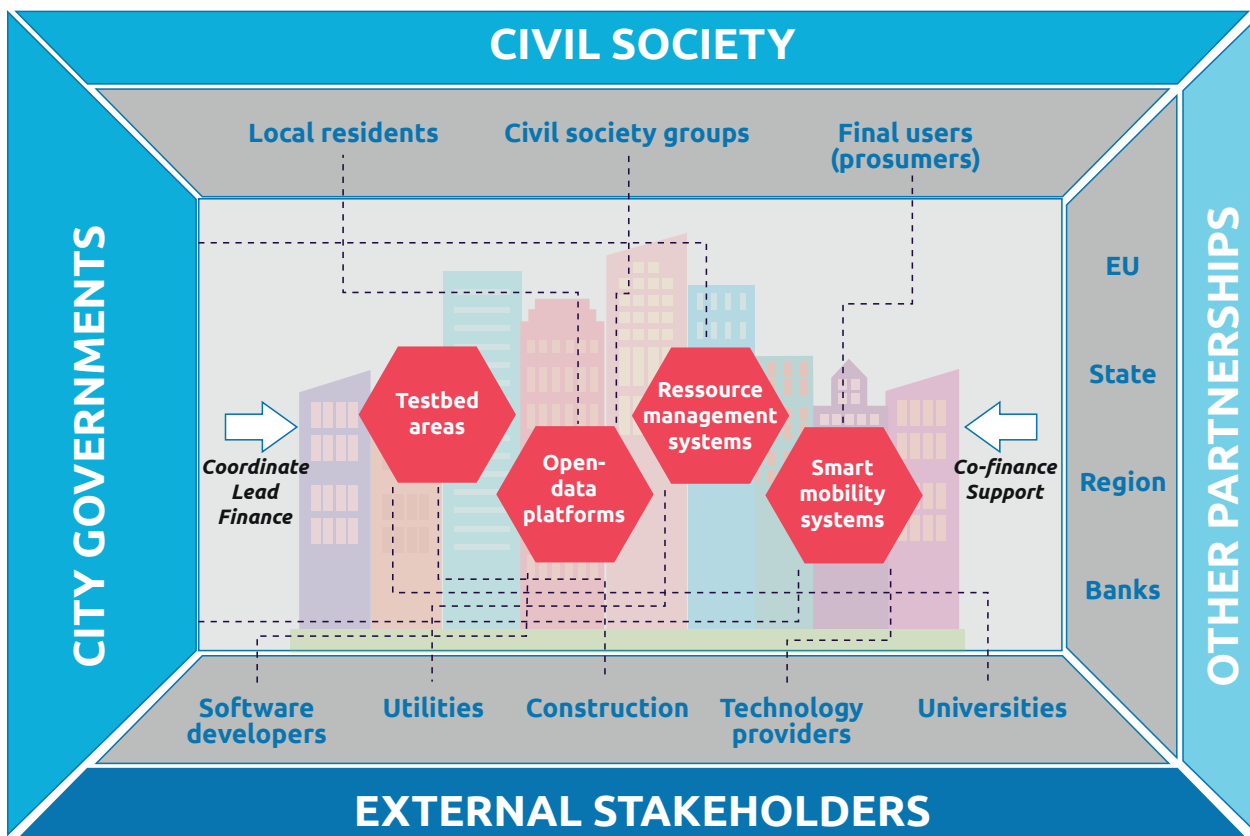 CIVIL SOCIETY
Local residents
Civil society groups
Final users
(prosumers)
CITY GOVERNMENTS
Coordinate
Lead
Finance
Testbed
areas
Open-
data
platforms
Ressource
management
systems
Smart
mobility
systems
Co-finance
Support
EU
State
Region
Banks
OTHER PARTNERSHIPS
Software
developers
Utilities
Construction
Technology
providers
Universities
EXTERNAL STAKEHOLDERS